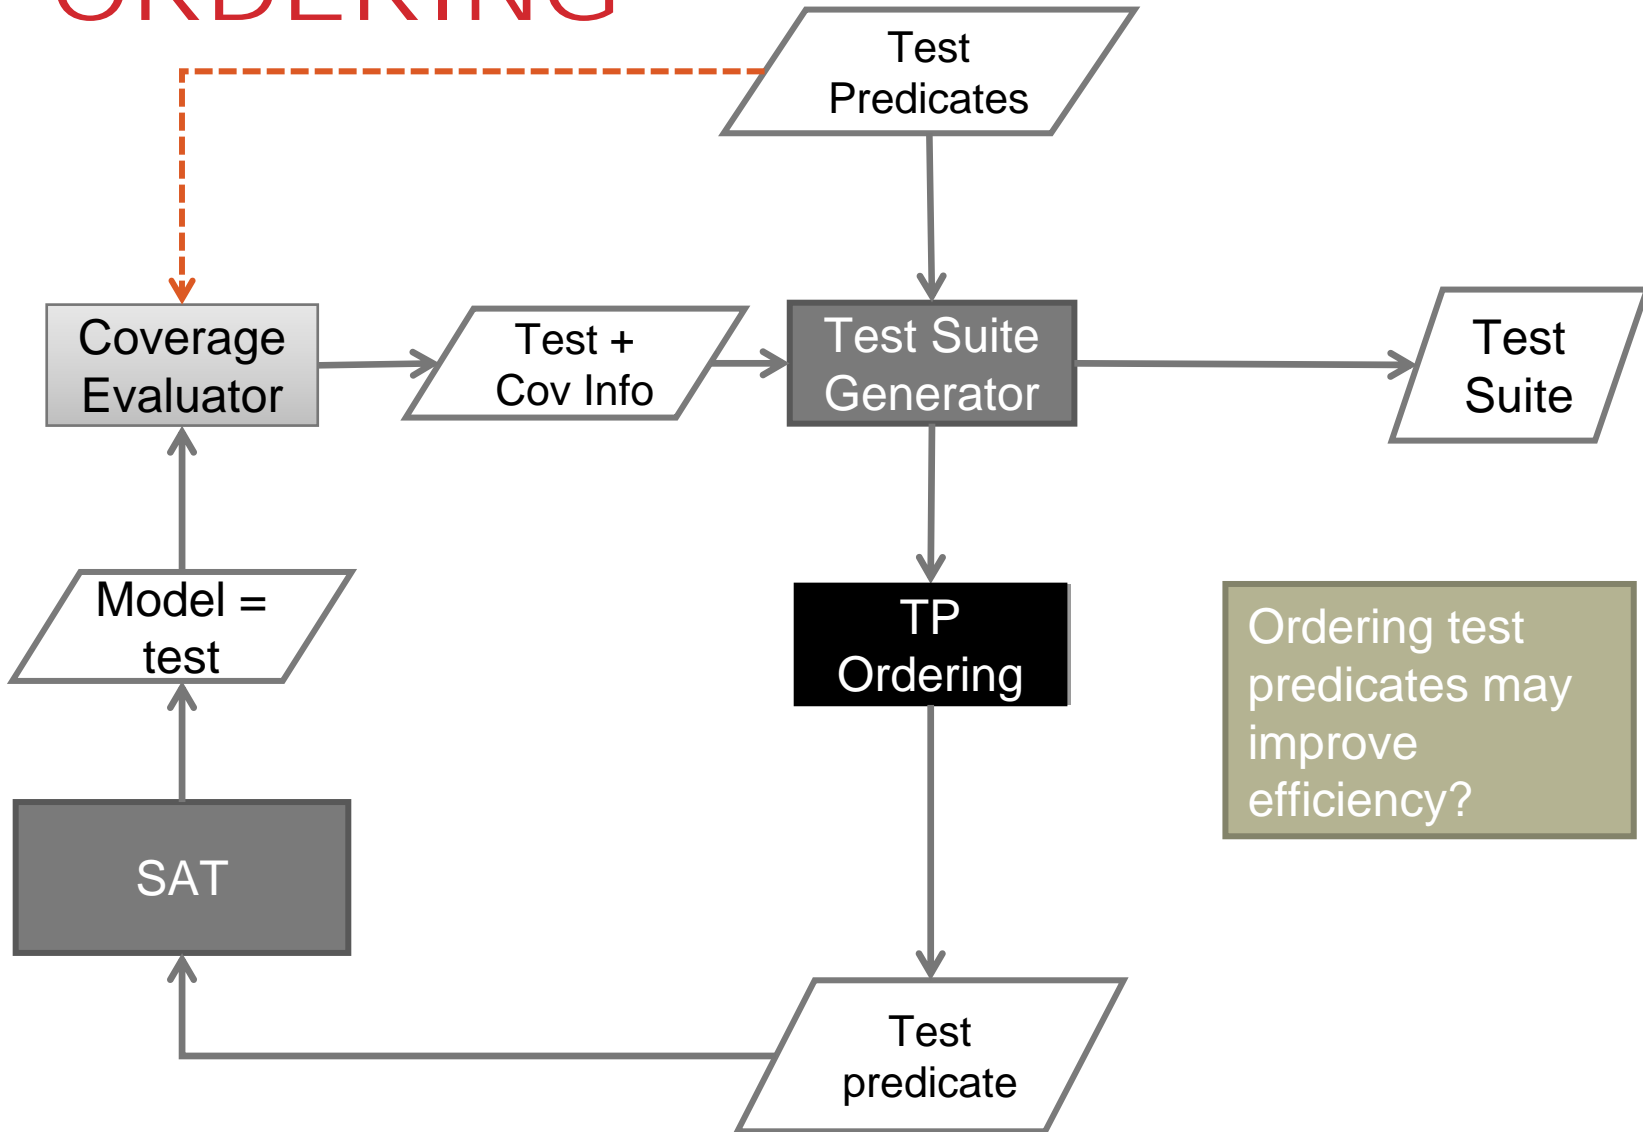 ORDERING
Test
Predicates
Coverage
Evaluator
Test +
Cov Info
Test Suite
Generator
Test
Suite
Model =
test
TP
Ordering
Ordering test
predicates may
improve
efficiency?
SAT
Test
predicate